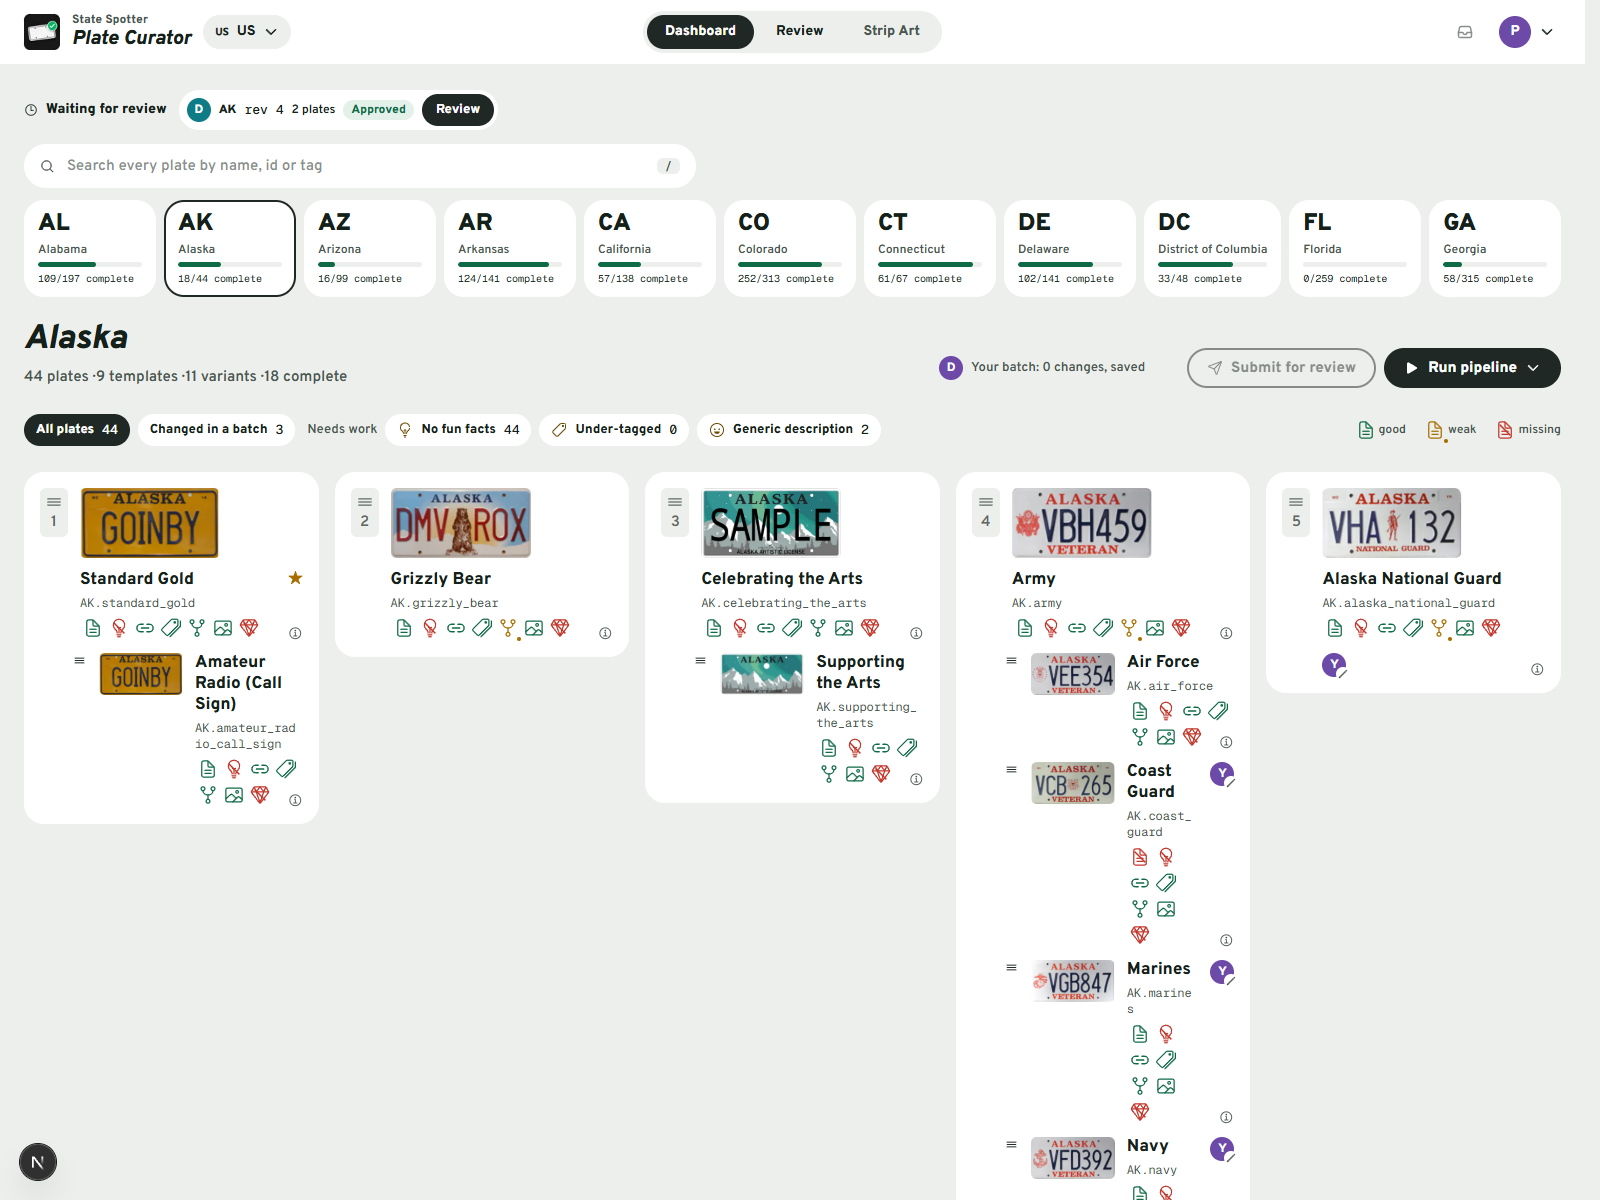 State Spotter
Plate Curator
US US
Dashboard Review Strip Art
P
Waiting for review D AK rev 4 2 plates Approved Review
Search every plate by name, id or tag /
AL AK AZ AR CA CO CT DE DC FL GA
Alabama Alaska Arizona Arkansas California Colorado Connecticut Delaware District of Columbia Florida Georgia
109/197 complete 18/44 complete 16/99 complete 124/141 complete 57/138 complete 252/313 complete 61/67 complete 102/141 complete 33/48 complete 0/259 complete 58/315 complete
Alaska
44 plates ·9 templates ·11 variants ·18 complete
D Your batch: 0 changes, saved Submit for review Run pipeline
All plates 44 Changed in a batch 3 Needs work No fun facts 44 Under-tagged 0 Generic description 2 good weak missing
1
ALASKA
GOINBY
Standard Gold
AK.standard_gold
ALASKA
GOINBY
Amateur
Radio (Call
Sign)
AK.amateur_rad
io_call_sign
2
ALASKA
DMV ROX
Grizzly Bear
AK.grizzly_bear
3
ALASKA
SAMPLE
ALASKA ARTISTIC LICENSE
Celebrating the Arts
AK.celebrating_the_arts
ALASKA
Supporting
the Arts
AK.supporting_
the_arts
4
ALASKA
VBH459
VETERAN
Army
AK.army
ALASKA
VEE354
VETERAN
Air Force
AK.air_force
ALASKA
VCB 265
VETERAN
Coast
Guard
Y
AK.coast_
guard
ALASKA
VGB847
VETERAN
Marines
Y
AK.marine
s
ALASKA
VFD392
VETERAN
Navy
Y
AK.navy
5
ALASKA
VHA 132
NATIONAL GUARD
Alaska National Guard
AK.alaska_national_guard
Y
N